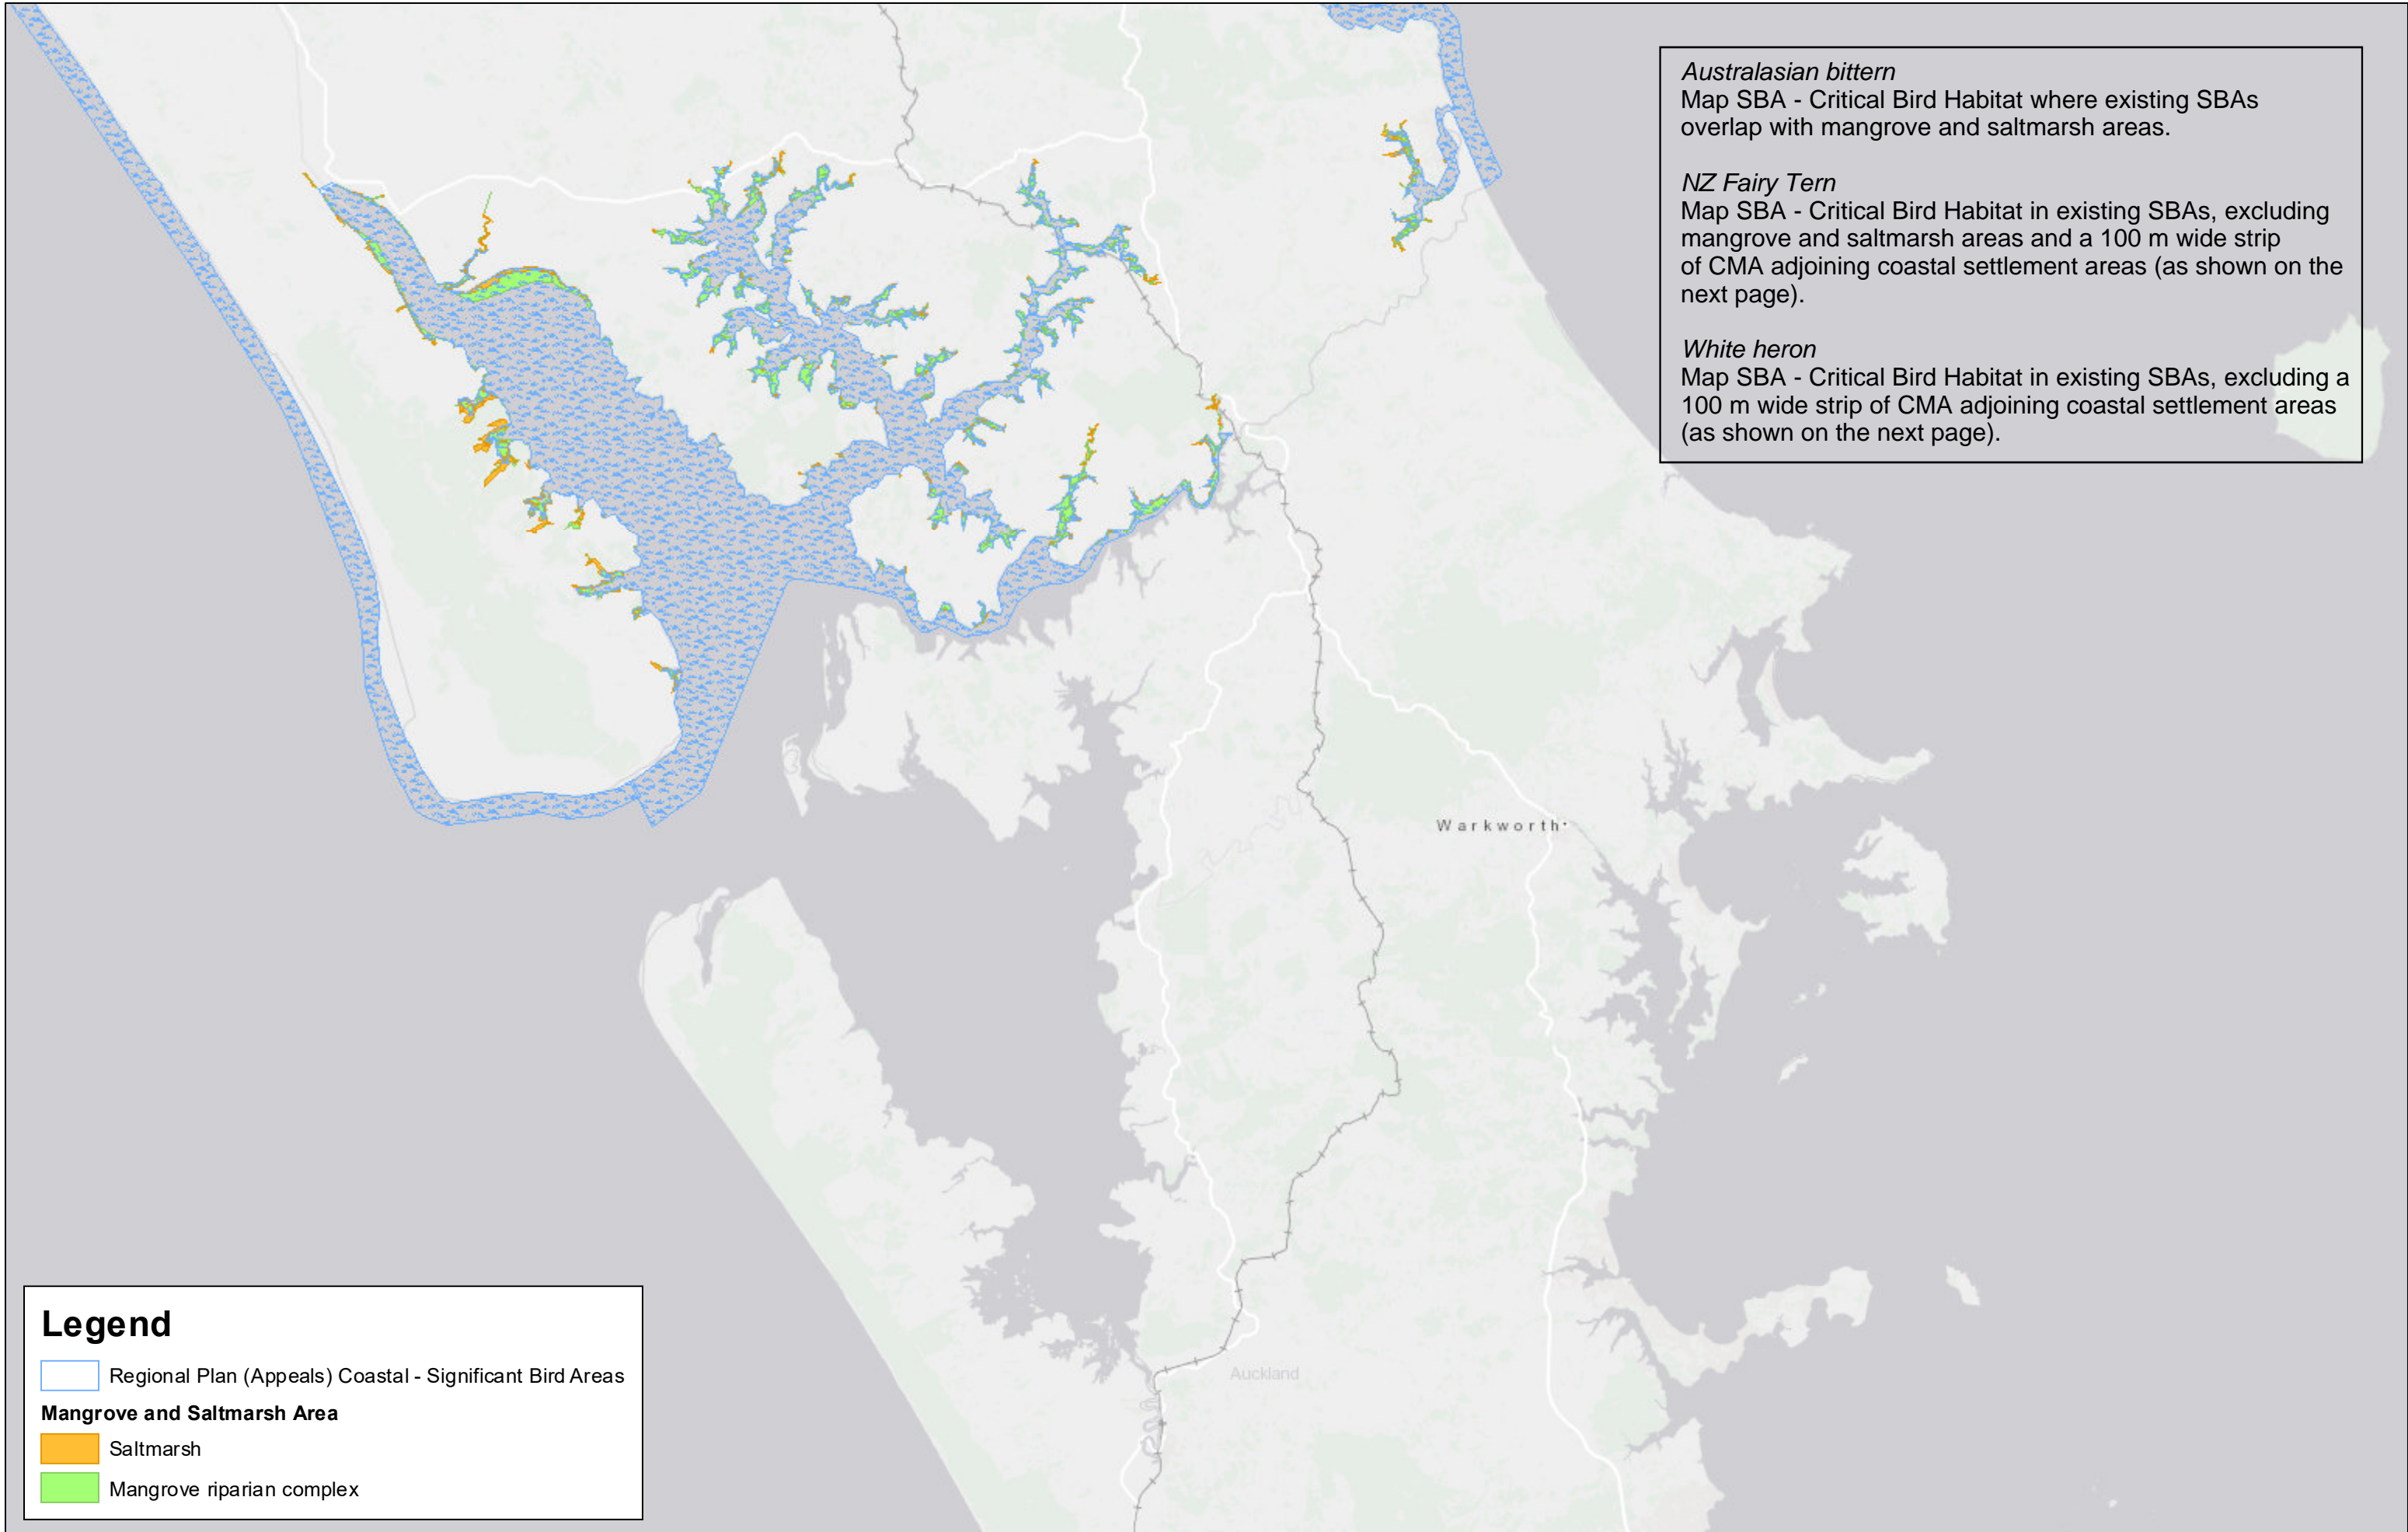 Australasian bittern
Map SBA - Critical Bird Habitat where existing SBAs
overlap with mangrove and saltmarsh areas.
NZ Fairy Tern
Map SBA - Critical Bird Habitat in existing SBAs, excluding
mangrove and saltmarsh areas and a 100 m wide strip
of CMA adjoining coastal settlement areas (as shown on the
next page).
White heron
Map SBA - Critical Bird Habitat in existing SBAs, excluding a
100 m wide strip of CMA adjoining coastal settlement areas
(as shown on the next page).
Warkworth
Auckland
Legend
Regional Plan (Appeals) Coastal - Significant Bird Areas
Mangrove and Saltmarsh Area
Saltmarsh
Mangrove riparian complex